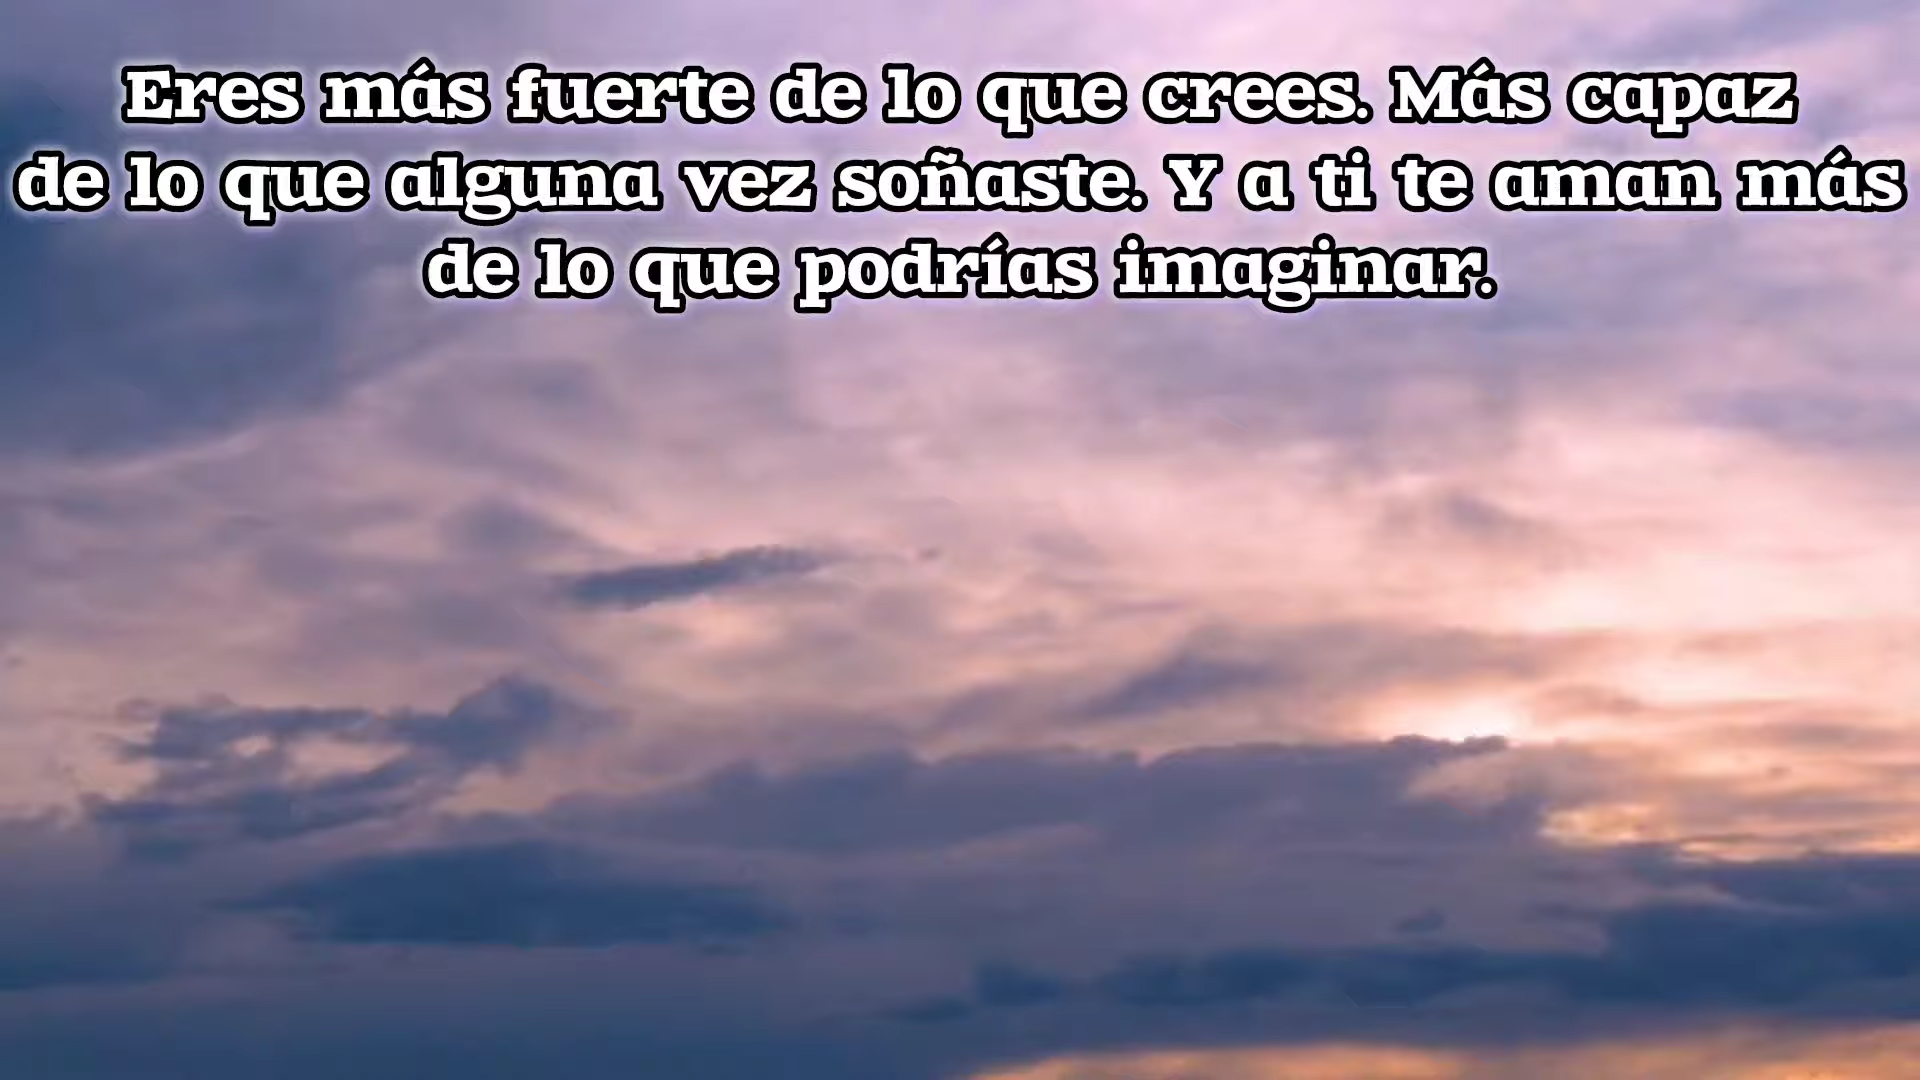 Eres más fuerte de lo que crees. Más capaz
de lo que alguna vez soñaste. Y a ti te aman más
de lo que podrías imaginar.